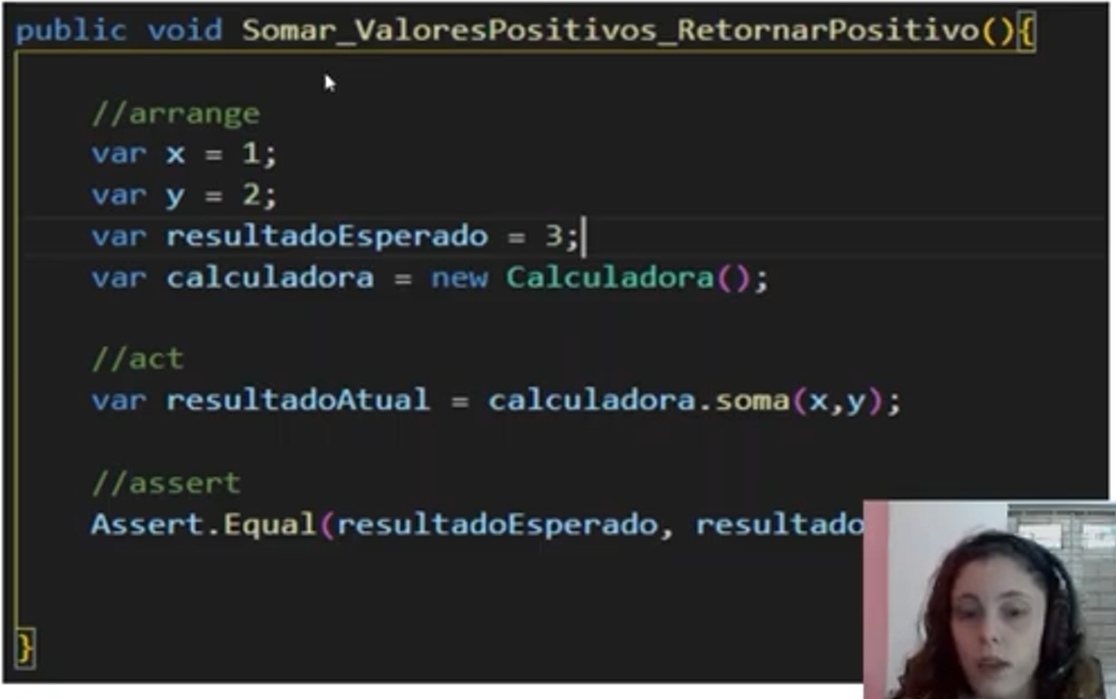 public void Somar_ValoresPositivos_RetornarPositivo(){
//arrange
var x = 1;
var y = 2;
var resultadoEsperado = 3;
var calculadora = new Calculadora();
//act
var resultadoAtual = calculadora.soma(x,y);
//assert
Assert.Equal(resultadoEsperado, resultado
}